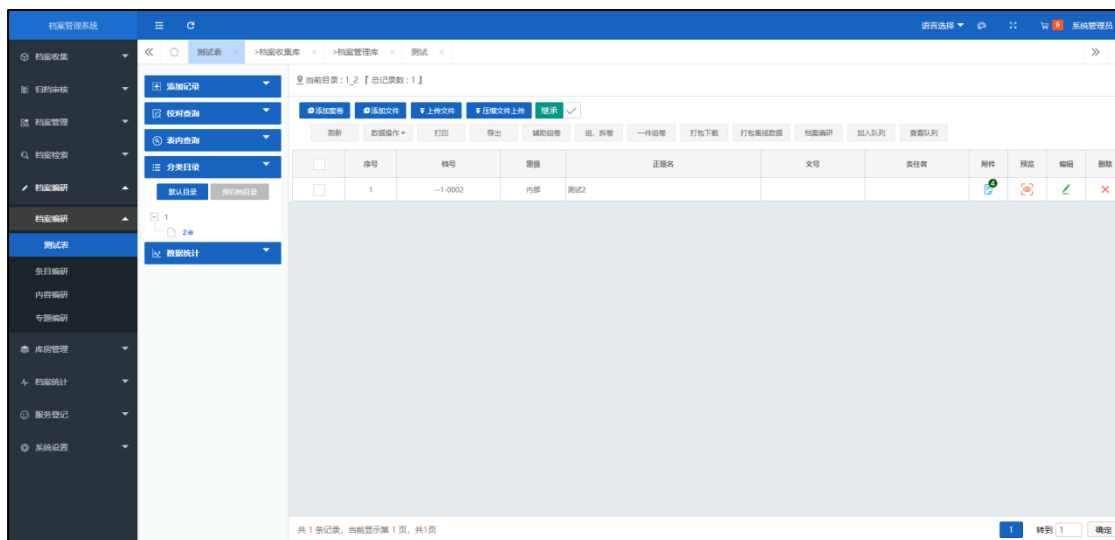 档案管理系统
语言选择
9
系统管理员
档案收集
归档审核
档案管理
档案检索
档案编研
档案编研
测试表
条目编研
内容编研
专题编研
库房管理
档案统计
服务登记
系统设置
测试表 ×
>档案收集库 ×
>档案管理库 ×
测试 ×
添加记录
校对查询
表内查询
分类目录
默认目录
预归档目录
1
2
数据统计
当前目录:1_2 『 总记录数:1 』
添加案卷
添加文件
上传文件
压缩文件上传
继承
刷新
数据操作
打印
导出
辅助组卷
组、拆卷
一件组卷
打包下载
打包离线数据
档案编研
加入队列
查看队列
序号
档号
密级
正题名
文号
责任者
附件
预览
编辑
删除
1
--1-0002
内部
测试2
4
共 1 条记录，当前显示第 1 页，共1页
1
转到 1
确定